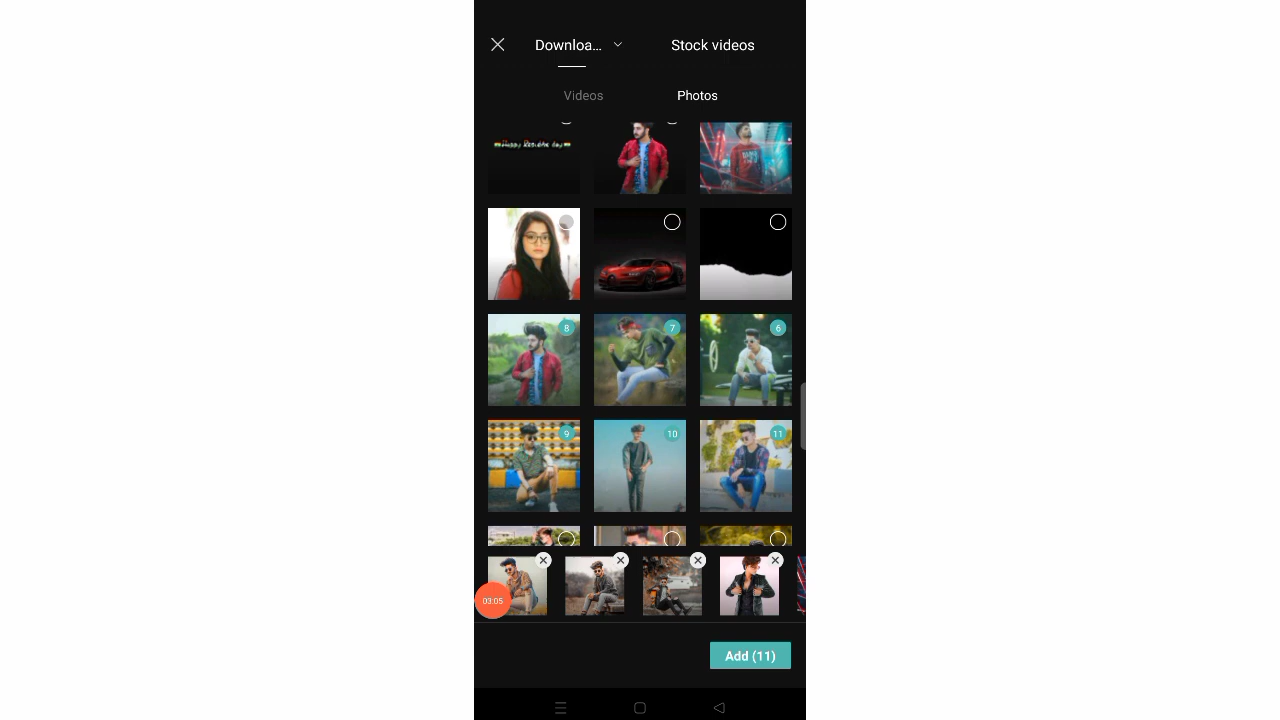 Downloa... Stock videos
Videos Photos
8 7 6
9 10 11
03:05
Add (11)